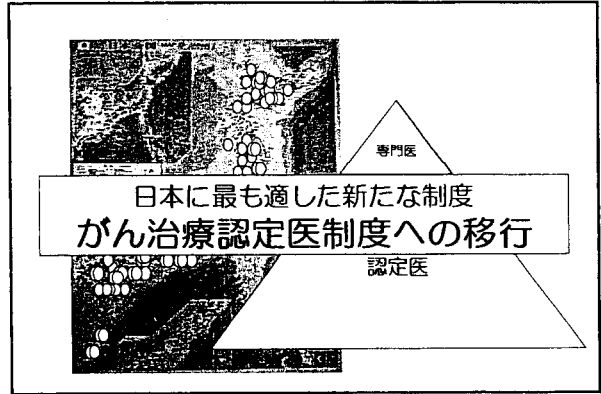 専門医
日本に最も適した新たな制度
がん治療認定医制度への移行
認定医